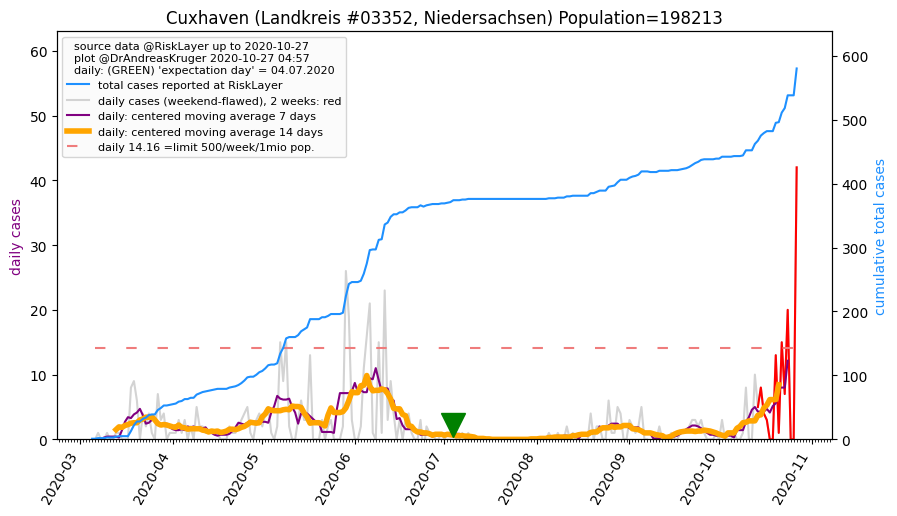 Cuxhaven (Landkreis #03352, Niedersachsen) Population=198213
source data @RiskLayer up to 2020-10-27
plot @DrAndreasKruger 2020-10-27 04:57
daily: (GREEN) 'expectation day' = 04.07.2020
total cases reported at RiskLayer
daily cases (weekend-flawed), 2 weeks: red
daily: centered moving average 7 days
daily: centered moving average 14 days
daily 14.16 =limit 500/week/1mio pop.
daily cases
60
50
40
30
20
10
0
cumulative total cases
600
500
400
300
200
100
0
2020-03
2020-04
2020-05
2020-06
2020-07
2020-08
2020-09
2020-10
2020-11